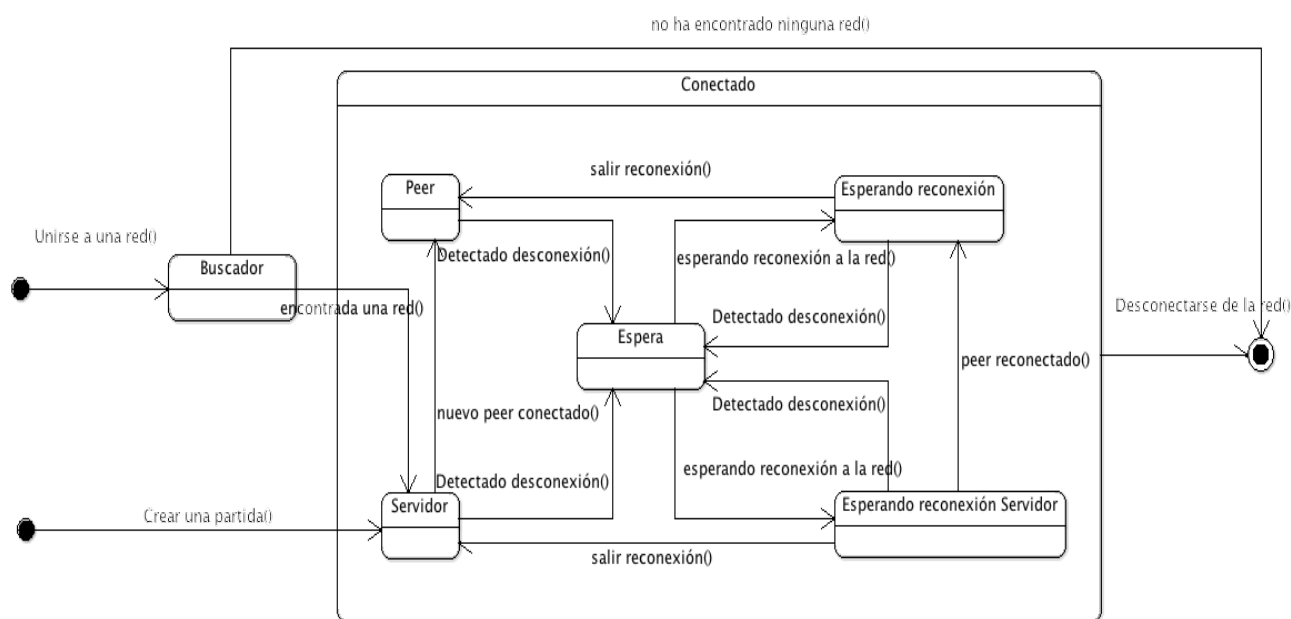 no ha encontrado ninguna red()
Conectado
salir reconexión()
Peer
Esperando reconexión
Unirse a una red()
Detectado desconexión()
esperando reconexión a la red()
Buscador
encontrada una red()
Desconectarse de la red()
Detectado desconexión()
Espera
peer reconectado()
Detectado desconexión()
nuevo peer conectado()
esperando reconexión a la red()
Detectado desconexión()
Servidor
Esperando reconexión Servidor
Crear una partida()
salir reconexión()